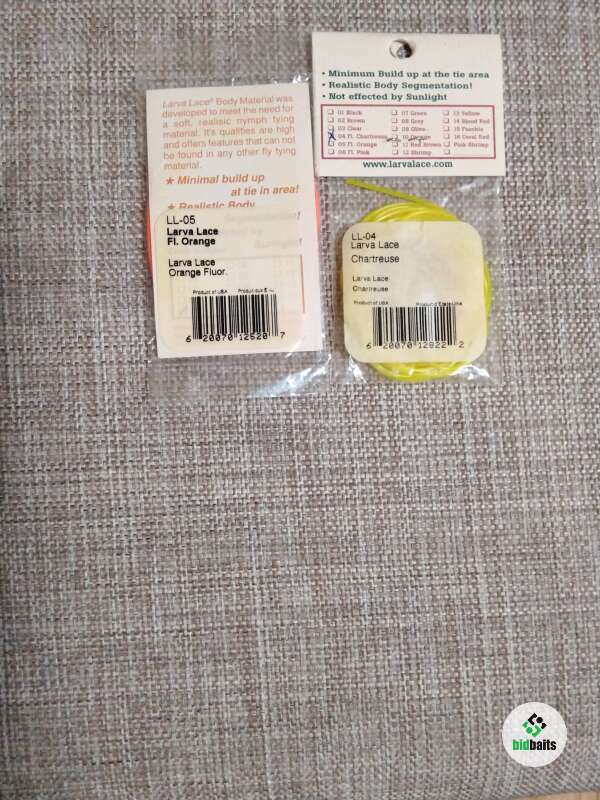 Larva Lace® Body Material was
developed to meet the need for
a soft, realisic nymph tying
material. It's qualities are high
and offers features that can not
be found in any other fly tying
material.
★ Minimal build up
at tie in area!
★ Realistic Body
LL-05
Larva Lace
Fl. Orange
Larva Lace
Orange Fluor.
Product of USA
6 20070 12520 7
• Minimum Build up at the tie area
• Realistic Body Segmentation!
• Not effected by Sunlight
01 Black 07 Green 13 Yellow
02 Brown 08 Grey 14 Blood Red
03 Clear 09 Olive
04 Fl. Chartreuse 10 Orange
05 Fl. Orange 11 Red Brown Pink Shrimp
06 Fl. Pink 12 Shrimp
www.larvalace.com
LL-04
Larva Lace
Chartreuse
Larva Lace
Chartreuse
Product of USA
6 20070 12822 2
bidbaits